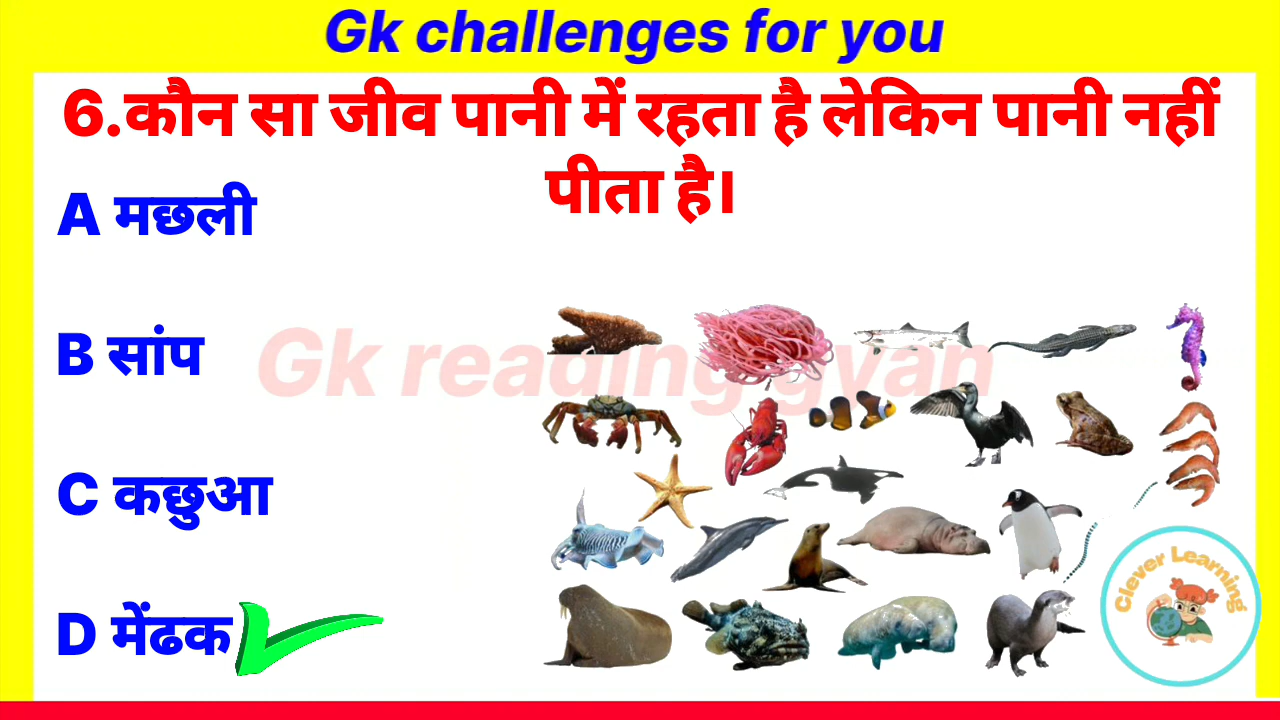 Gk challenges for you
6.कौन सा जीव पानी में रहता है लेकिन पानी नहीं
पीता है।
A मछली
B सांप
Gk reading gyan
C कछुआ
D मेंढक
Clever Learning